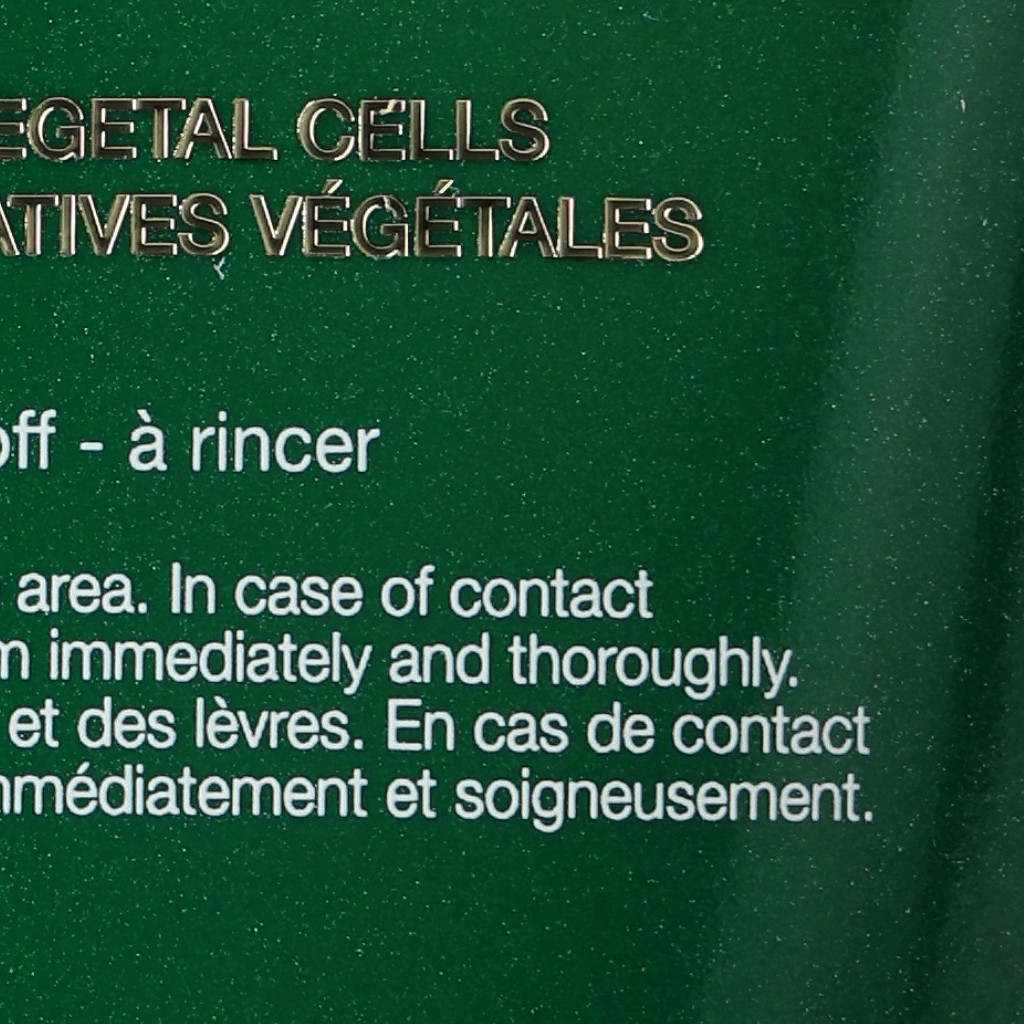 EGETAL CELLS
ATIVES VÉGÉTALES
off - à rincer
area. In case of contact
m immediately and thoroughly.
et des lèvres. En cas de contact
mmédiatement et soigneusement.